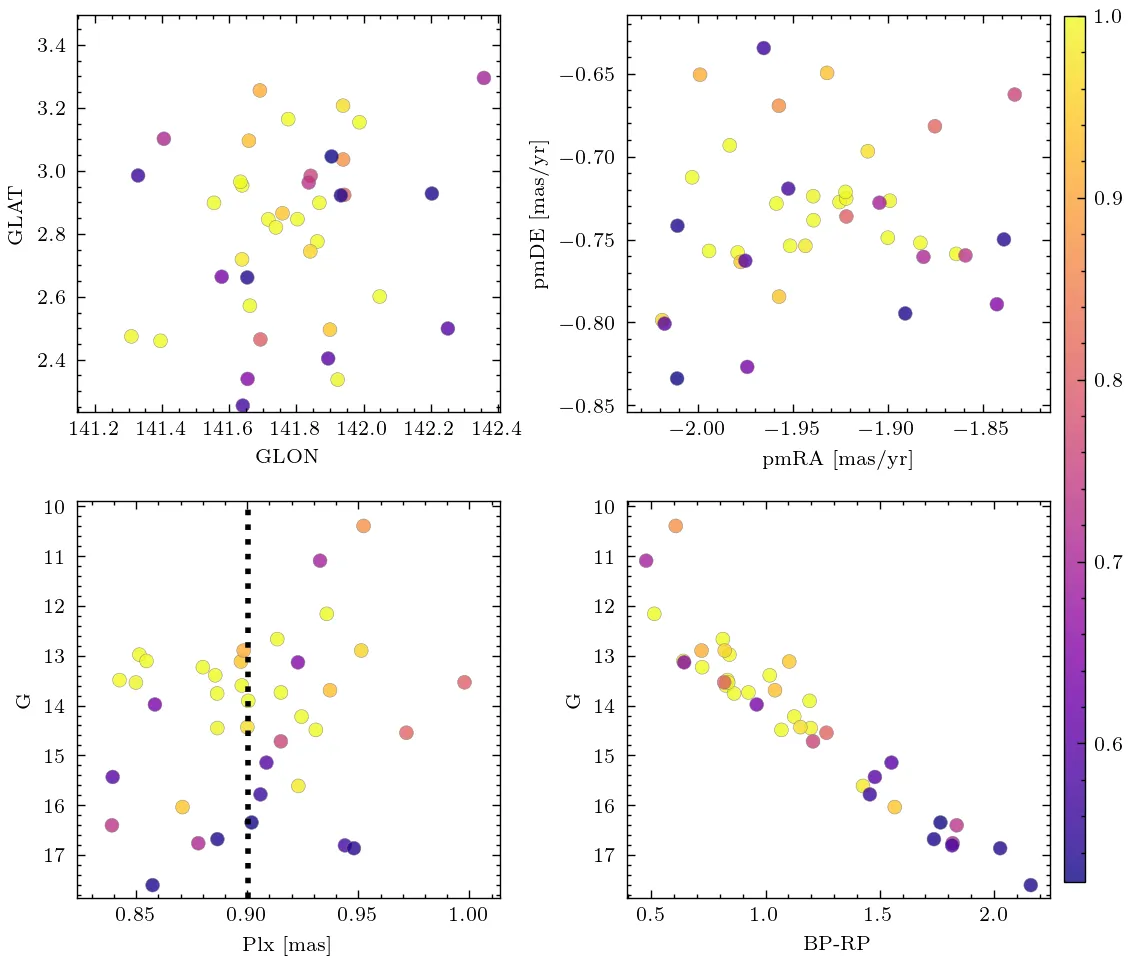 3.4
3.2
3.0
2.8
2.6
2.4
GLAT
141.2 141.4 141.6 141.8 142.0 142.2 142.4
GLON
−0.65
−0.70
−0.75
−0.80
−0.85
pmDE [mas/yr]
−2.00 −1.95 −1.90 −1.85
pmRA [mas/yr]
1.0
0.9
0.8
0.7
0.6
10
11
12
13
14
15
16
17
G
0.85 0.90 0.95 1.00
Plx [mas]
10
11
12
13
14
15
16
17
G
0.5 1.0 1.5 2.0
BP-RP